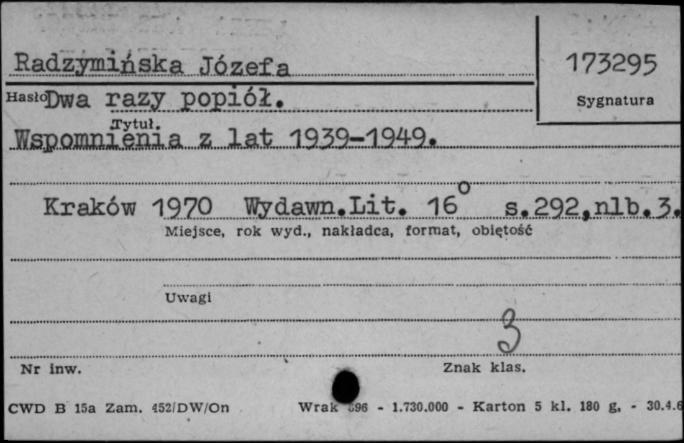 Radzymińska Józefa
173295
Hasło Dwa razy popiół.
Sygnatura
Tytuł.
Wspomnienia z lat 1939-1949.
Kraków 1970 Wydawn.Lit. 16° s.292,nlb.3.
Miejsce, rok wyd., nakładca, format, objętość
Uwagi
3
Nr inw.
Znak klas.
CWD B 15a Zam. 452/DW/On Wrak 396 - 1.730.000 - Karton 5 kl. 180 g. - 30.4.6